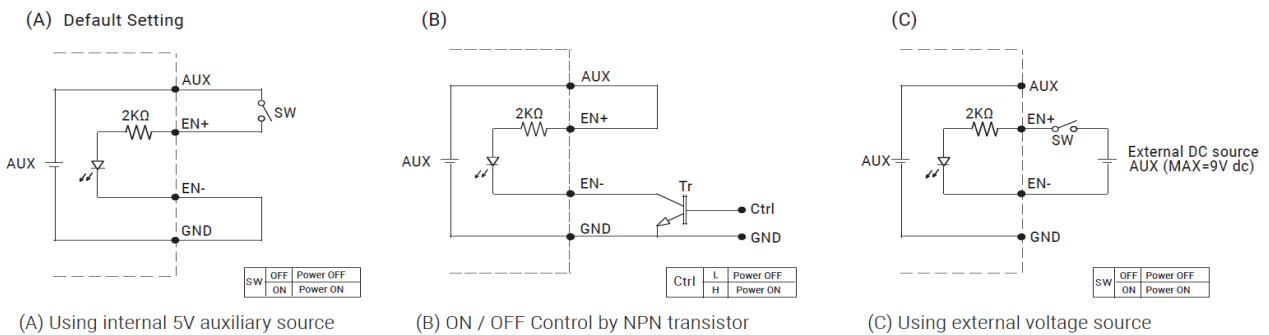 (A) Default Setting
AUX
SW
2KΩ
EN+
AUX
EN-
GND
SW OFF Power OFF
ON Power ON
(A) Using internal 5V auxiliary source
(B)
AUX
2KΩ
EN+
AUX
EN-
Tr
Ctrl
GND
GND
Ctrl L Power OFF
H Power ON
(B) ON / OFF Control by NPN transistor
(C)
AUX
2KΩ
EN+
SW
AUX
External DC source
AUX (MAX=9V dc)
EN-
GND
SW OFF Power OFF
ON Power ON
(C) Using external voltage source